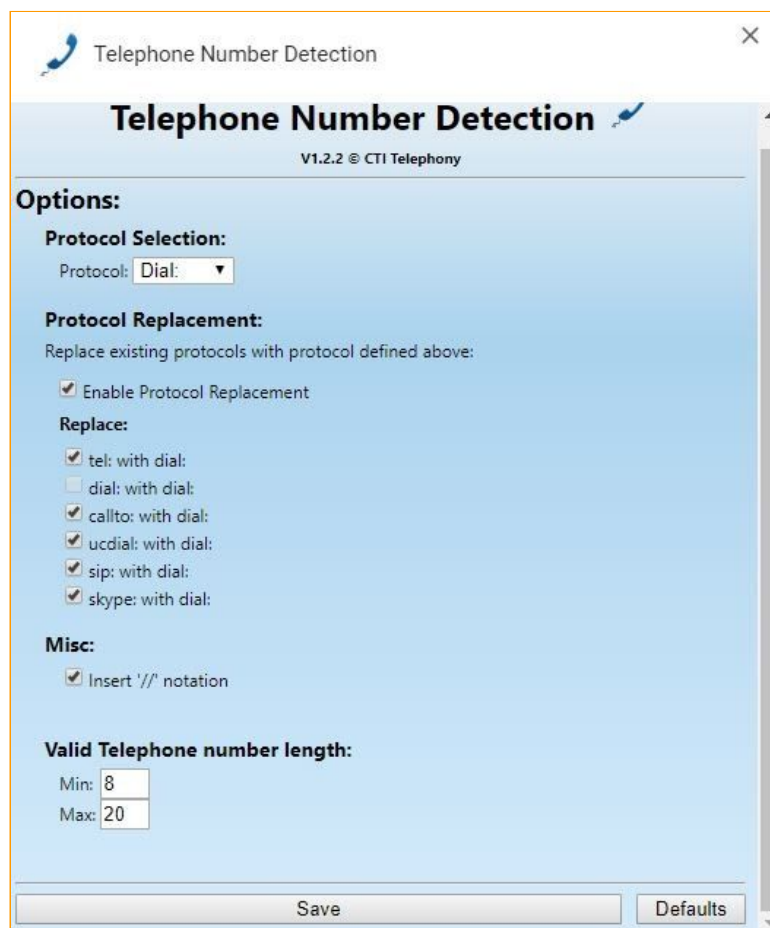 Telephone Number Detection
Telephone Number Detection
V1.2.2 © CTI Telephony
Options:
Protocol Selection:
Protocol: Dial:
Protocol Replacement:
Replace existing protocols with protocol defined above:
Enable Protocol Replacement
Replace:
tel: with dial:
dial: with dial:
callto: with dial:
ucdial: with dial:
sip: with dial:
skype: with dial:
Misc:
Insert '//' notation
Valid Telephone number length:
Min: 8
Max: 20
Save Defaults